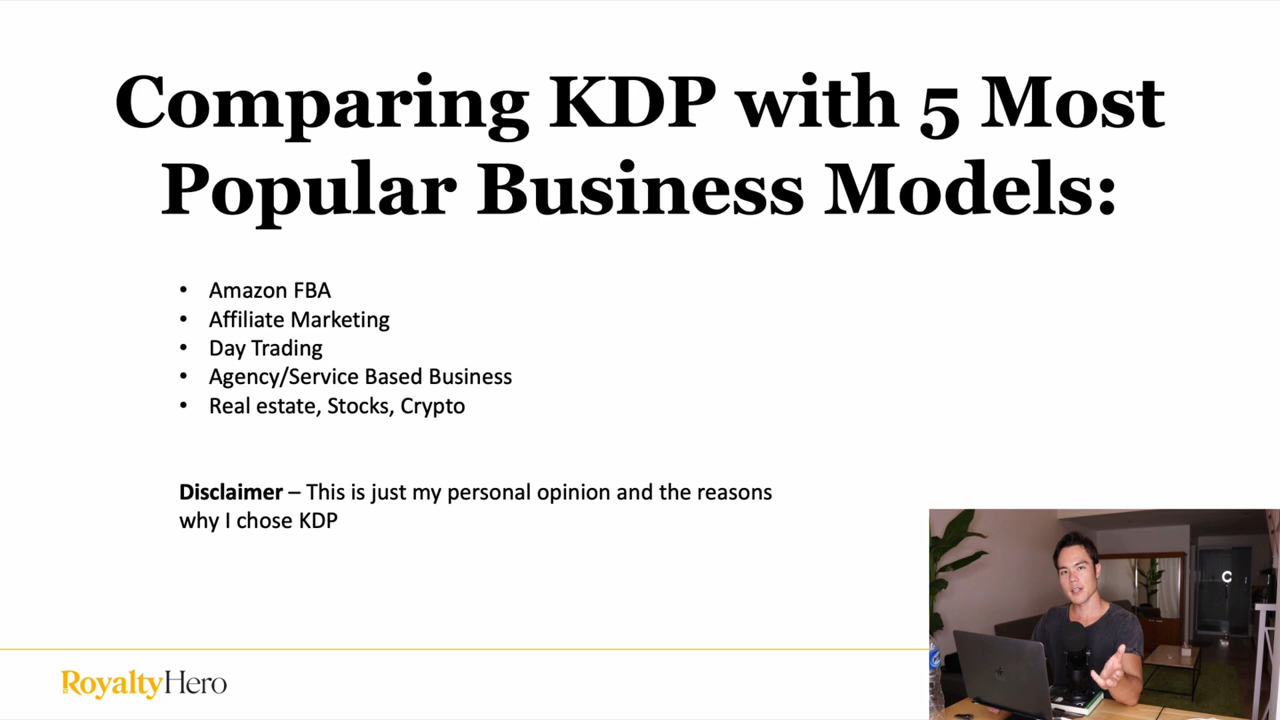 Comparing KDP with 5 Most
Popular Business Models:
• Amazon FBA
• Affiliate Marketing
• Day Trading
• Agency/Service Based Business
• Real estate, Stocks, Crypto
Disclaimer – This is just my personal opinion and the reasons
why I chose KDP
RoyaltyHero